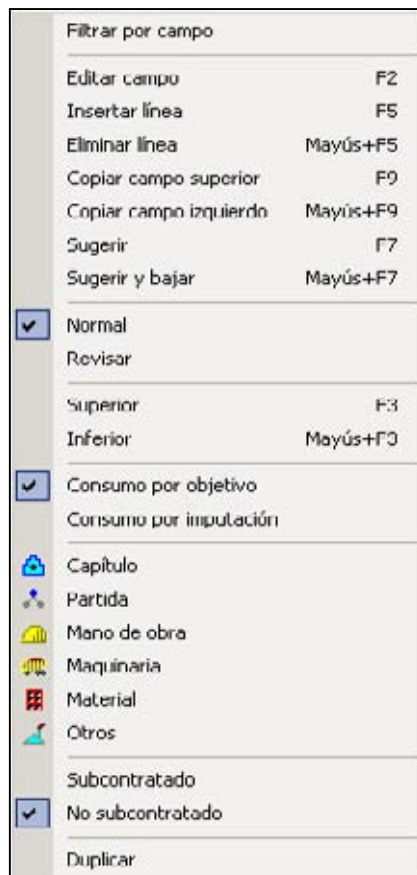 Filtrar por campo
Editar campo F2
Insertar línea F5
Eliminar línea Mayús+F5
Copiar campo superior F9
Copiar campo izquierdo Mayús+F9
Sugerir F7
Sugerir y bajar Mayús+F7
Normal
Revisar
Superior F3
Inferior Mayús+F3
Consumo por objetivo
Consumo por imputación
Capítulo
Partida
Mano de obra
Maquinaria
Material
Otros
Subcontratado
No subcontratado
Duplicar